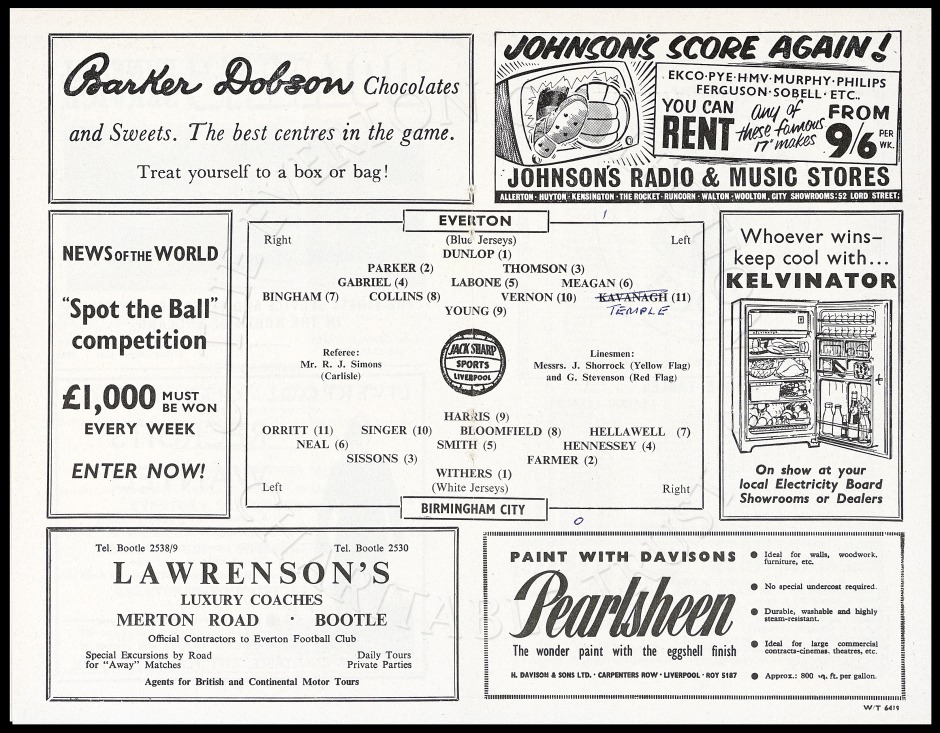 Barker Dobson Chocolates
and Sweets. The best centres in the game.
Treat yourself to a box or bag!
JOHNSON'S SCORE AGAIN!
EKCO·PYE·HMV·MURPHY·PHILIPS
FERGUSON·SOBELL·ETC..
YOU CAN RENT any of these famous 17" makes FROM 9/6 PER WK.
JOHNSON'S RADIO & MUSIC STORES
ALLERTON·HUYTON·KENSINGTON·THE ROCKET·RUNCORN·WALTON·WOOLTON, CITY SHOWROOMS:52 LORD STREET;
NEWS OF THE WORLD
"Spot the Ball"
competition
£1,000 MUST BE WON
EVERY WEEK
ENTER NOW!
EVERTON
1
Right (Blue Jerseys) Left
DUNLOP (1)
PARKER (2) THOMSON (3)
GABRIEL (4) LABONE (5) MEAGAN (6)
BINGHAM (7) COLLINS (8) VERNON (10) KAVANAGH (11)
TEMPLE
YOUNG (9)
Referee:
Mr. R. J. Simons
(Carlisle)
JACK SHARP
SPORTS
LIVERPOOL
Linesmen:
Messrs. J. Shorrock (Yellow Flag)
and G. Stevenson (Red Flag)
HARRIS (9)
ORRITT (11) SINGER (10) BLOOMFIELD (8) HELLAWELL (7)
NEAL (6) SMITH (5) HENNESSEY (4)
SISSONS (3) FARMER (2)
WITHERS (1)
Left (White Jerseys) Right
BIRMINGHAM CITY
0
Whoever wins–
keep cool with...
KELVINATOR
On show at your
local Electricity Board
Showrooms or Dealers
Tel. Bootle 2538/9 Tel. Bootle 2530
LAWRENSON'S
LUXURY COACHES
MERTON ROAD · BOOTLE
Official Contractors to Everton Football Club
Special Excursions by Road Daily Tours
for "Away" Matches Private Parties
Agents for British and Continental Motor Tours
PAINT WITH DAVISONS
Pearlsheen
The wonder paint with the eggshell finish
H. DAVISON & SONS LTD. · CARPENTERS ROW · LIVERPOOL · ROY 5187
● Ideal for walls, woodwork,
furniture, etc.
● No special undercost required.
● Durable, washable and highly
steam-resistant.
● Ideal for large commercial
contracts-cinemas, theatres, etc.
● Approx.: 800 sq. ft. per gallon.
W/T 6419